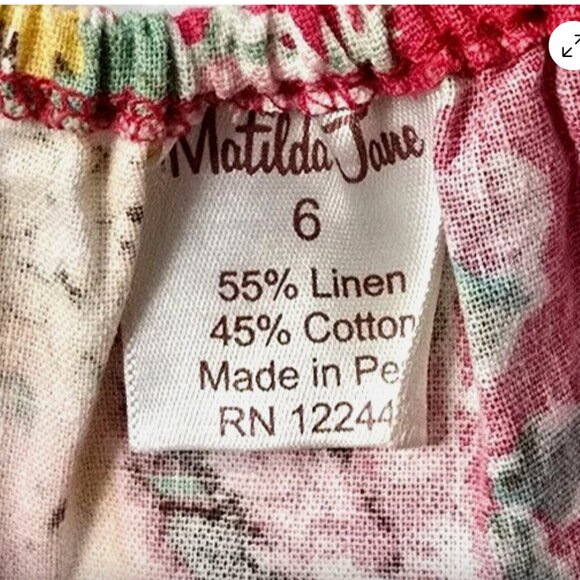 Matilda Jane
6
55% Linen
45% Cotton
Made in Pe
RN 12244